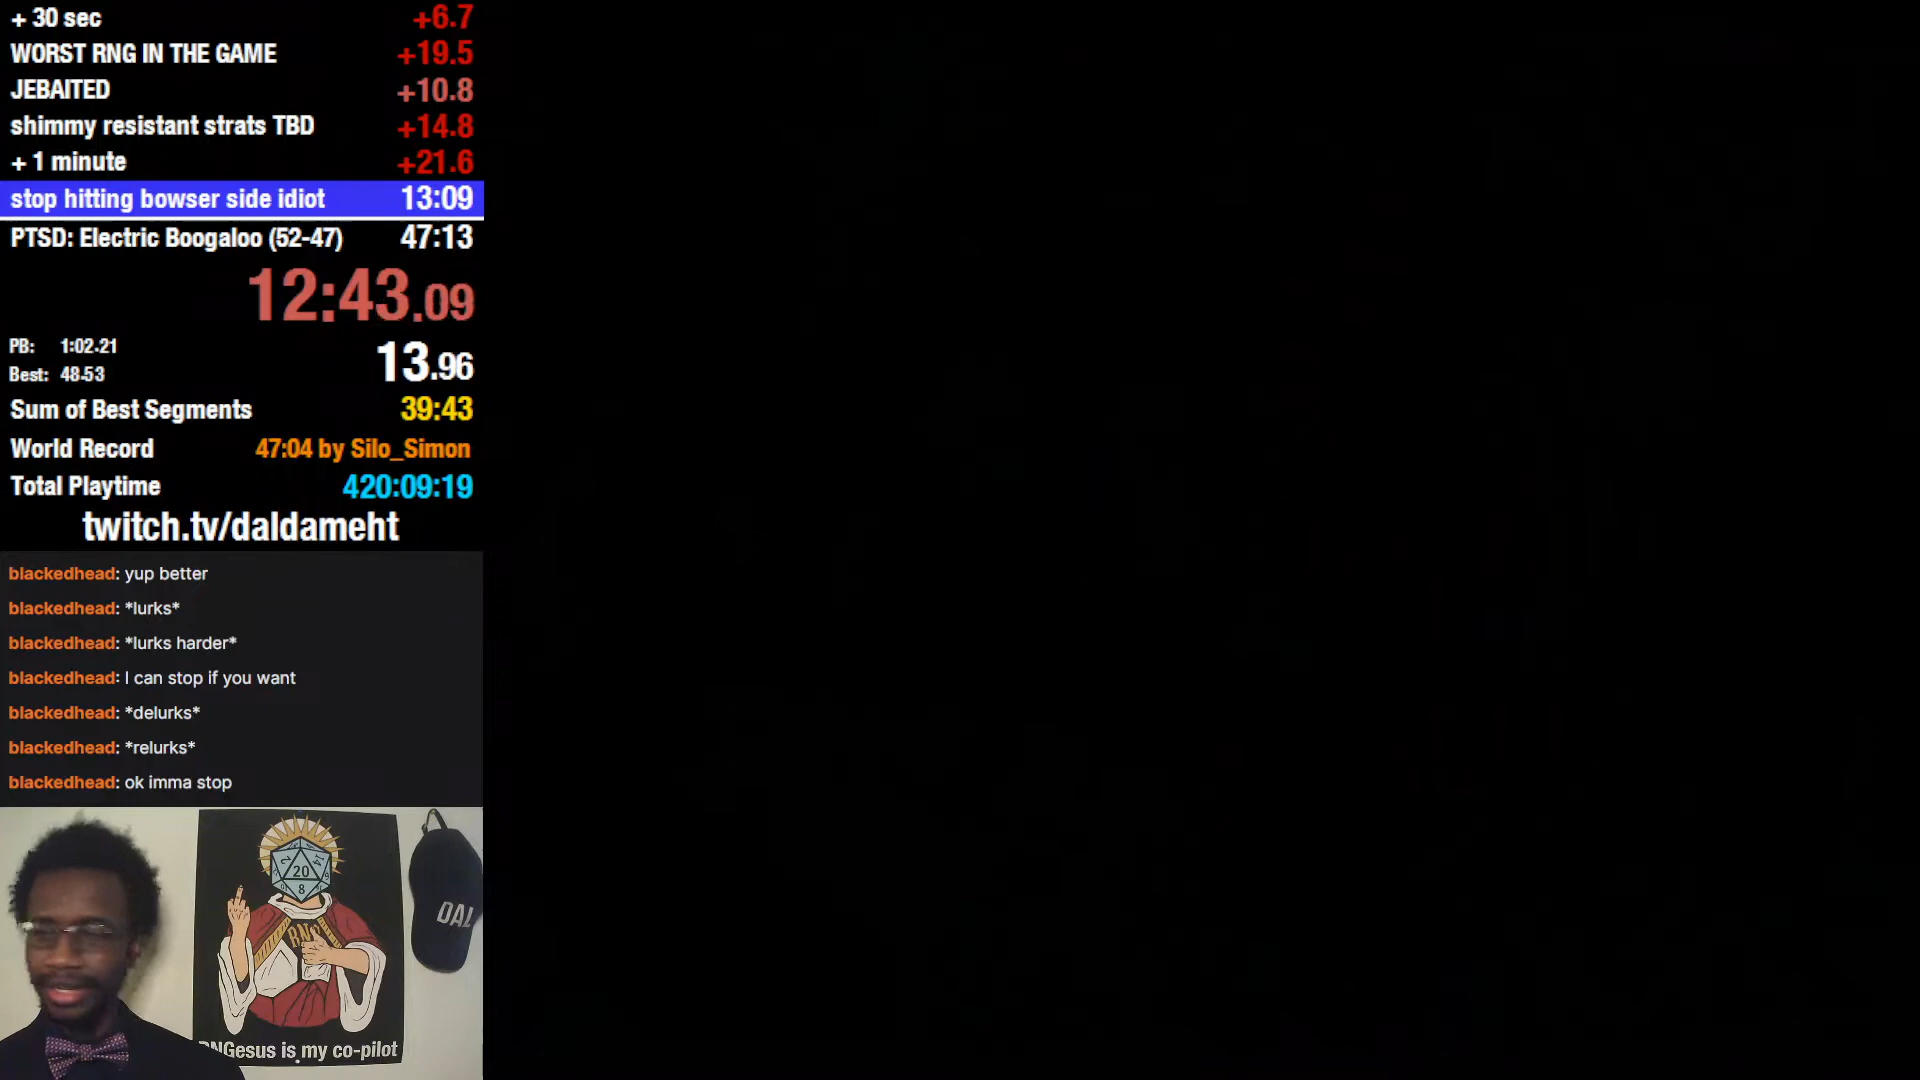 + 30 sec +6.7
WORST RNG IN THE GAME +19.5
JEBAITED +10.8
shimmy resistant strats TBD +14.8
+ 1 minute +21.6
stop hitting bowser side idiot 13:09
PTSD: Electric Boogaloo (52-47) 47:13
12:43.09
PB: 1:02.21 13.96
Best: 48.53
Sum of Best Segments 39:43
World Record 47:04 by Silo_Simon
Total Playtime 420:09:19
twitch.tv/daldameht
blackedhead: yup better
blackedhead: *lurks*
blackedhead: *lurks harder*
blackedhead: I can stop if you want
blackedhead: *delurks*
blackedhead: *relurks*
blackedhead: ok imma stop
20
8
14
DAL
NGesus is my co-pilot